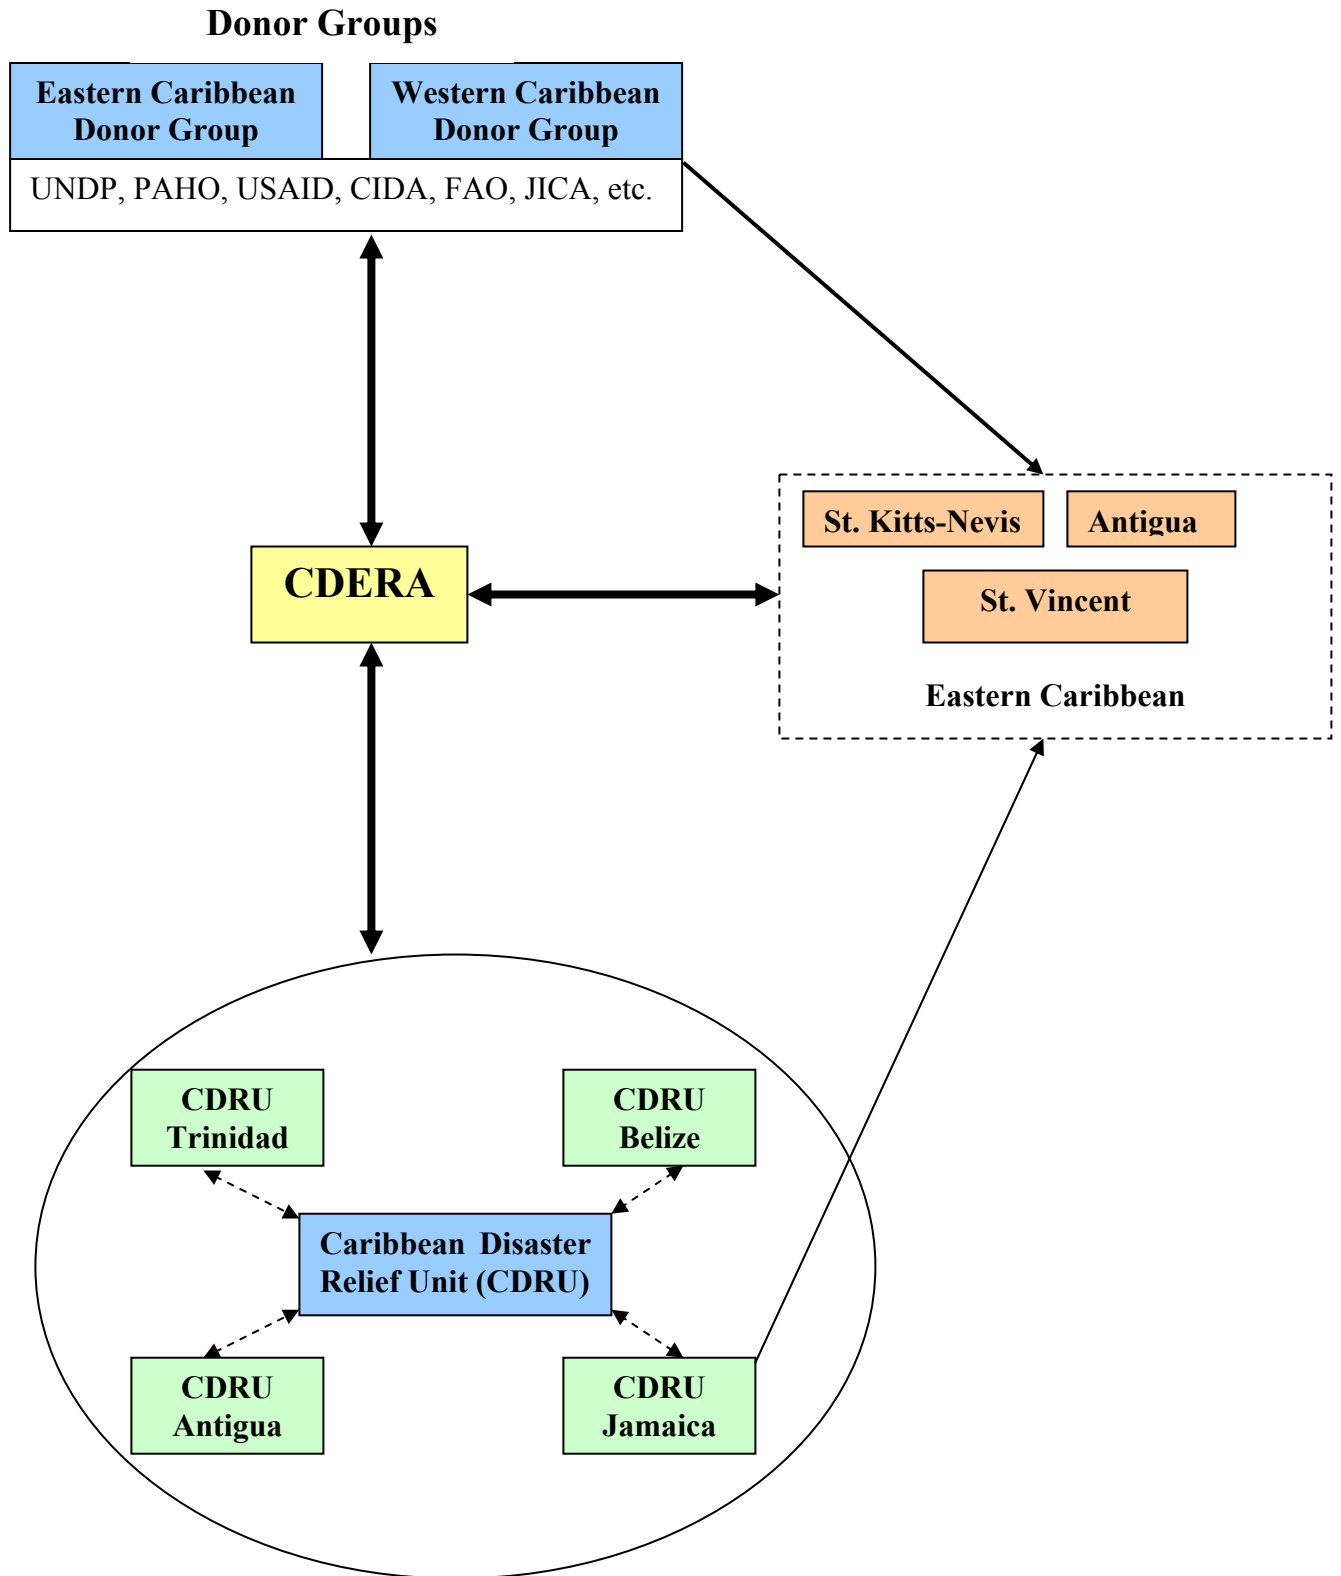 Donor Groups
Eastern Caribbean
Donor Group
Western Caribbean
Donor Group
UNDP, PAHO, USAID, CIDA, FAO, JICA, etc.
St. Kitts-Nevis
Antigua
St. Vincent
Eastern Caribbean
CDERA
CDRU
Trinidad
CDRU
Belize
Caribbean Disaster
Relief Unit (CDRU)
CDRU
Antigua
CDRU
Jamaica